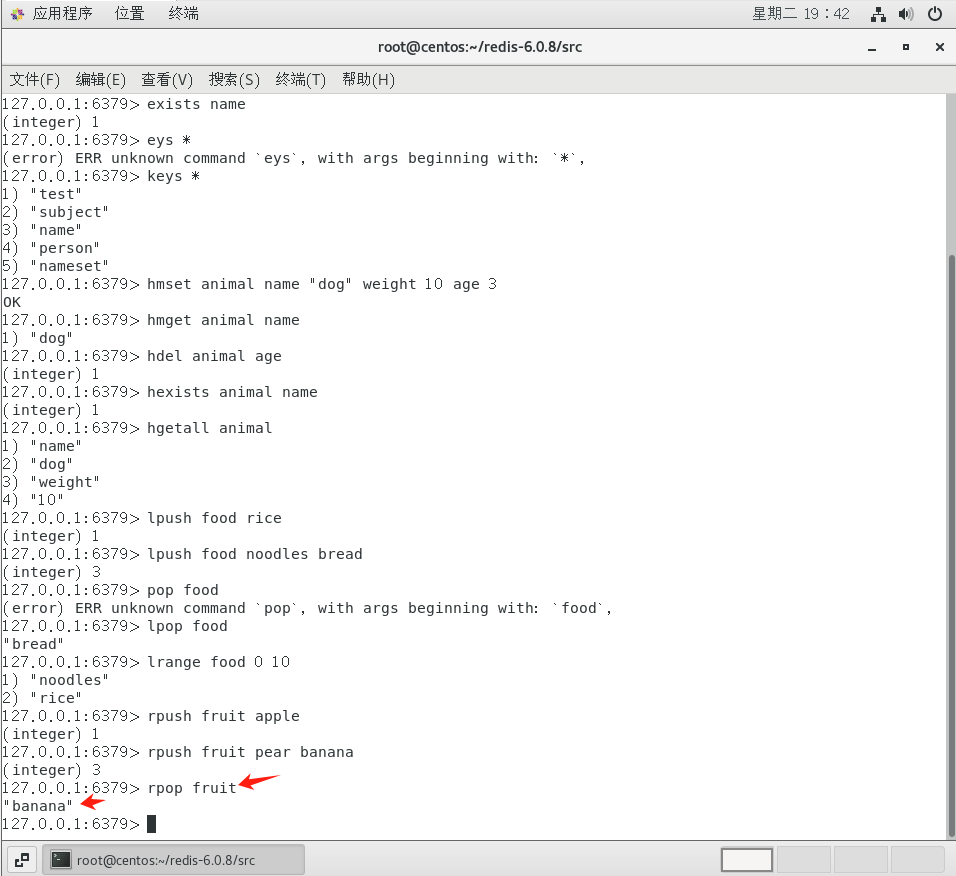 应用程序 位置 终端 星期二 19：42
root@centos:~/redis-6.0.8/src
文件(F) 编辑(E) 查看(V) 搜索(S) 终端(T) 帮助(H)
127.0.0.1:6379> exists name
(integer) 1
127.0.0.1:6379> eys *
(error) ERR unknown command `eys`, with args beginning with: `*`,
127.0.0.1:6379> keys *
1) "test"
2) "subject"
3) "name"
4) "person"
5) "nameset"
127.0.0.1:6379> hmset animal name "dog" weight 10 age 3
OK
127.0.0.1:6379> hmget animal name
1) "dog"
127.0.0.1:6379> hdel animal age
(integer) 1
127.0.0.1:6379> hexists animal name
(integer) 1
127.0.0.1:6379> hgetall animal
1) "name"
2) "dog"
3) "weight"
4) "10"
127.0.0.1:6379> lpush food rice
(integer) 1
127.0.0.1:6379> lpush food noodles bread
(integer) 3
127.0.0.1:6379> pop food
(error) ERR unknown command `pop`, with args beginning with: `food`,
127.0.0.1:6379> lpop food
"bread"
127.0.0.1:6379> lrange food 0 10
1) "noodles"
2) "rice"
127.0.0.1:6379> rpush fruit apple
(integer) 1
127.0.0.1:6379> rpush fruit pear banana
(integer) 3
127.0.0.1:6379> rpop fruit
"banana"
127.0.0.1:6379>
root@centos:~/redis-6.0.8/src